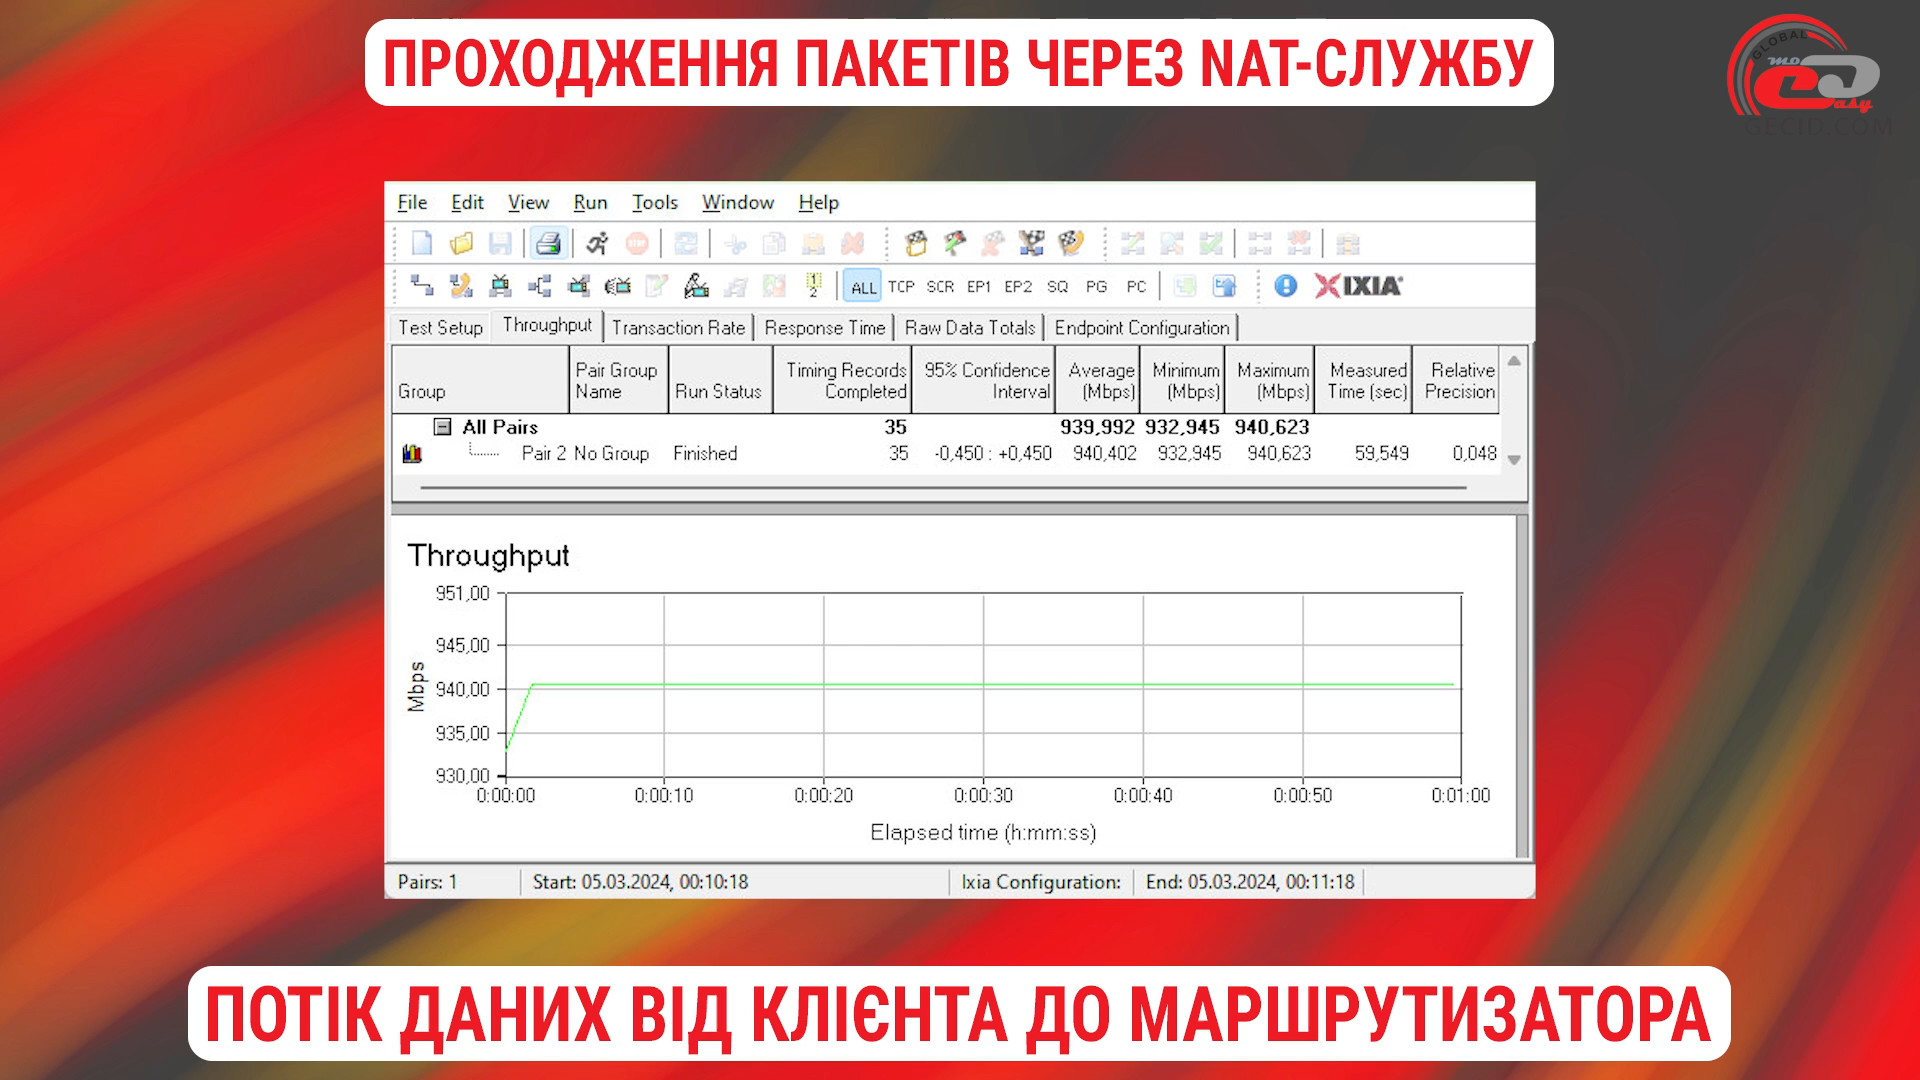 ПРОХОДЖЕННЯ ПАКЕТІВ ЧЕРЕЗ NAT-СЛУЖБУ
GLOBAL
GECID.COM
File Edit View Run Tools Window Help
ALL TCP SCR EP1 EP2 SQ PG PC XIXIA
Test Setup Throughput Transaction Rate Response Time Raw Data Totals Endpoint Configuration
Group Pair Group Name Run Status Timing Records Completed 95% Confidence Interval Average (Mbps) Minimum (Mbps) Maximum (Mbps) Measured Time (sec) Relative Precision
All Pairs 35 939,992 932,945 940,623
Pair 2 No Group Finished 35 -0,450 : +0,450 940,402 932,945 940,623 59,549 0,048
Throughput
951,00
945,00
940,00
935,00
930,00
Mbps
0:00:00 0:00:10 0:00:20 0:00:30 0:00:40 0:00:50 0:01:00
Elapsed time (h:mm:ss)
Pairs: 1 Start: 05.03.2024, 00:10:18 Ixia Configuration: End: 05.03.2024, 00:11:18
ПОТІК ДАНИХ ВІД КЛІЄНТА ДО МАРШРУТИЗАТОРА